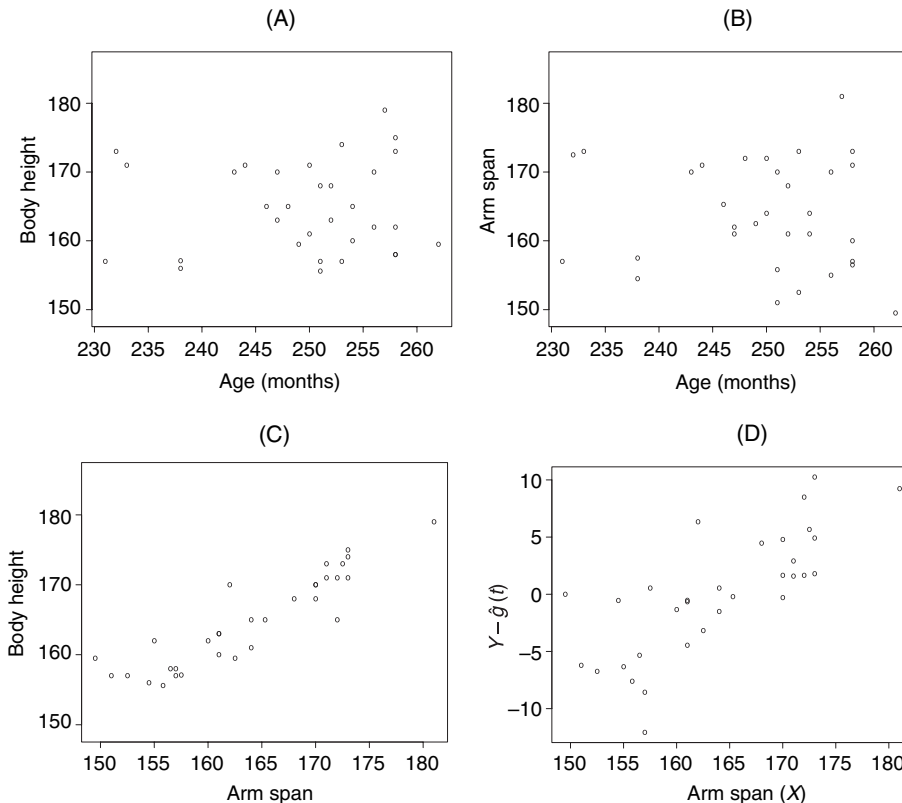 (A)
Body height
180
170
160
150
230 235 240 245 250 255 260
Age (months)
(B)
Arm span
180
170
160
150
230 235 240 245 250 255 260
Age (months)
(C)
Body height
180
170
160
150
150 155 160 165 170 175 180
Arm span
(D)
Y – ĝ (t)
10
5
0
–5
–10
150 155 160 165 170 175 180
Arm span (X)